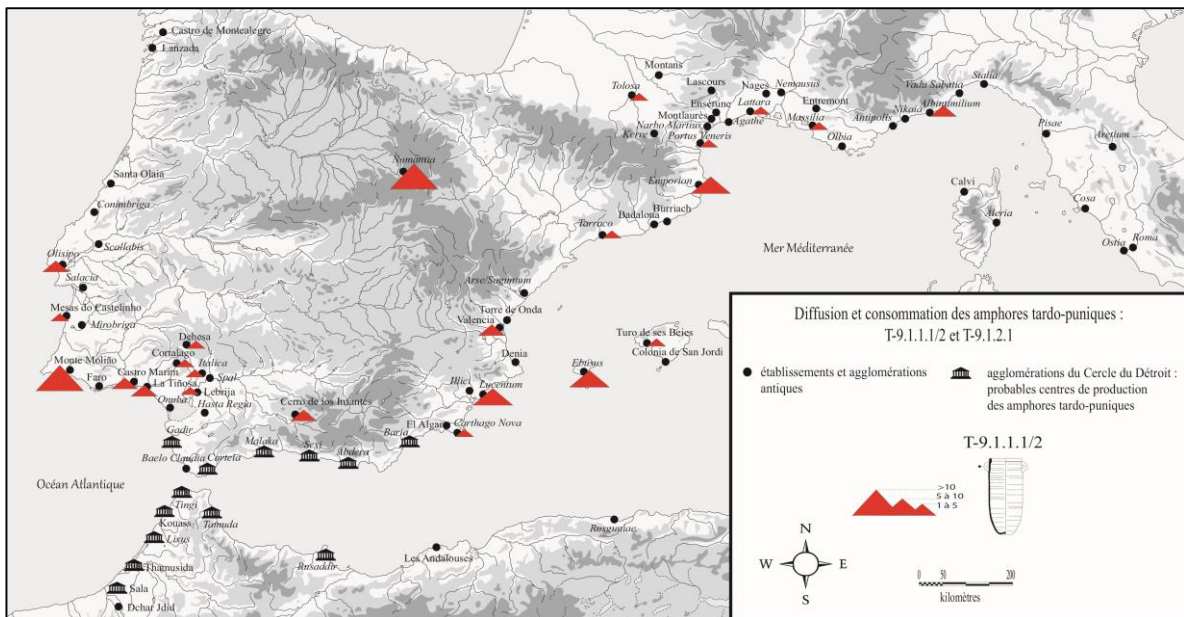 Castro de Montealegre
Lanzada
Montans
Lascours
Nages
Nemausus
Stalia
Vada Sabatia
Tolosa
Ensérune
Lattara
Entremont
Albintimilium
Montlaurès
Nikaia
Narbo Martius
Agathé
Massilia
Antipolis
Pisae
Kerre
Portus Veneris
Olbia
Aretium
Numantia
Santa Olaia
Emporion
Calvi
Conimbriga
Burriach
Badalona
Aleria
Cosa
Tarraco
Scallabis
Mer Méditerranée
Ostia
Roma
Olisipo
Salacia
Arse/Saguntum
Mesas do Castelinho
Torre de Onda
Mirobriga
Valencia
Turo de ses Beies
Dehesa
Colonia de San Jordi
Cortalago
Denia
Monte Molião
Italica
Ebusus
Castro Marim
Spal
Faro
La Tiñosa
Lebrija
Illici
Lucentum
Onuba
Hasta Regia
Cerro de los Infantes
El Algar
Carthago Nova
Gadir
Baria
Malaka
Sexi
Abdera
Baelo Claudia
Carteia
Océan Atlantique
Tingi
Kouass
Tamuda
Rusguniae
Lixus
Les Andalouses
Rusaddir
Thamusida
Sala
Dchar Jdid
Diffusion et consommation des amphores tardo-puniques :
T-9.1.1.1/2 et T-9.1.2.1
établissements et agglomérations
antiques
agglomérations du Cercle du Détroit :
probables centres de production
des amphores tardo-puniques
T-9.1.1.1/2
>10
5 à 10
1 à 5
N
W
E
S
0
50
200
kilomètres